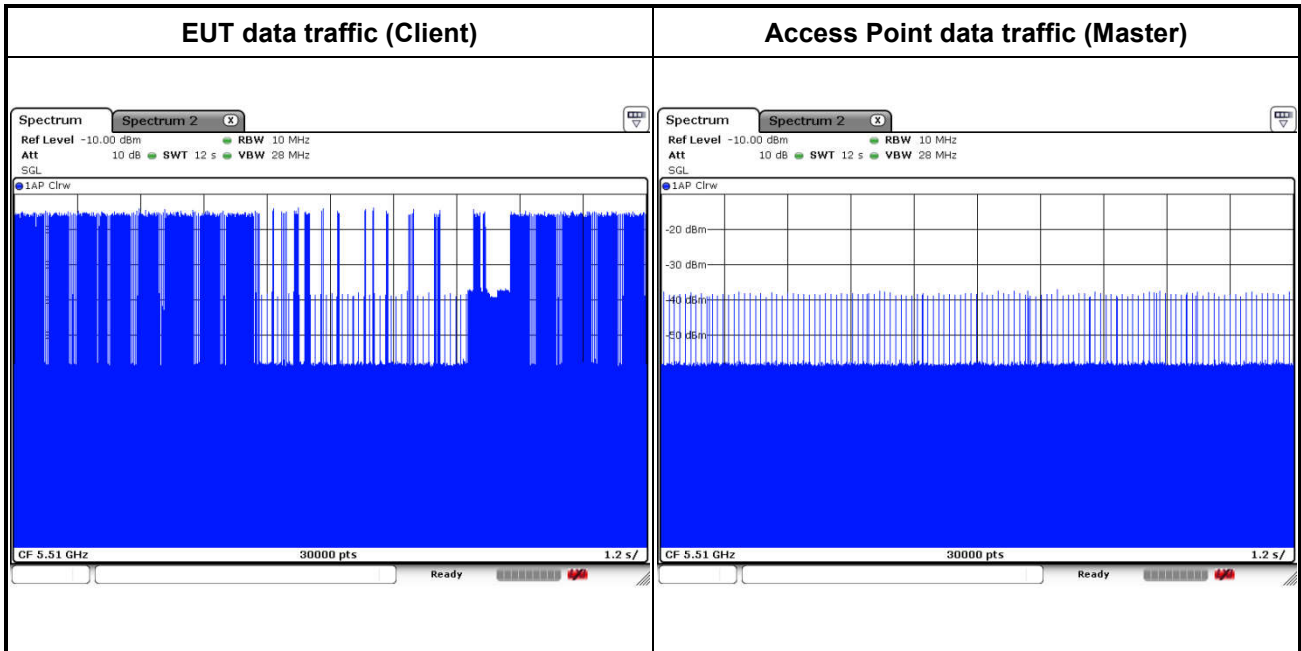 EUT data traffic (Client)
Access Point data traffic (Master)
Spectrum Spectrum 2 X
Ref Level -10.00 dBm RBW 10 MHz
Att 10 dB SWT 12 s VBW 28 MHz
SGL
1AP Clrw
CF 5.51 GHz 30000 pts 1.2 s/
Ready
Spectrum Spectrum 2 X
Ref Level -10.00 dBm RBW 10 MHz
Att 10 dB SWT 12 s VBW 28 MHz
SGL
1AP Clrw
-20 dBm
-30 dBm
-40 dBm
-50 dBm
CF 5.51 GHz 30000 pts 1.2 s/
Ready